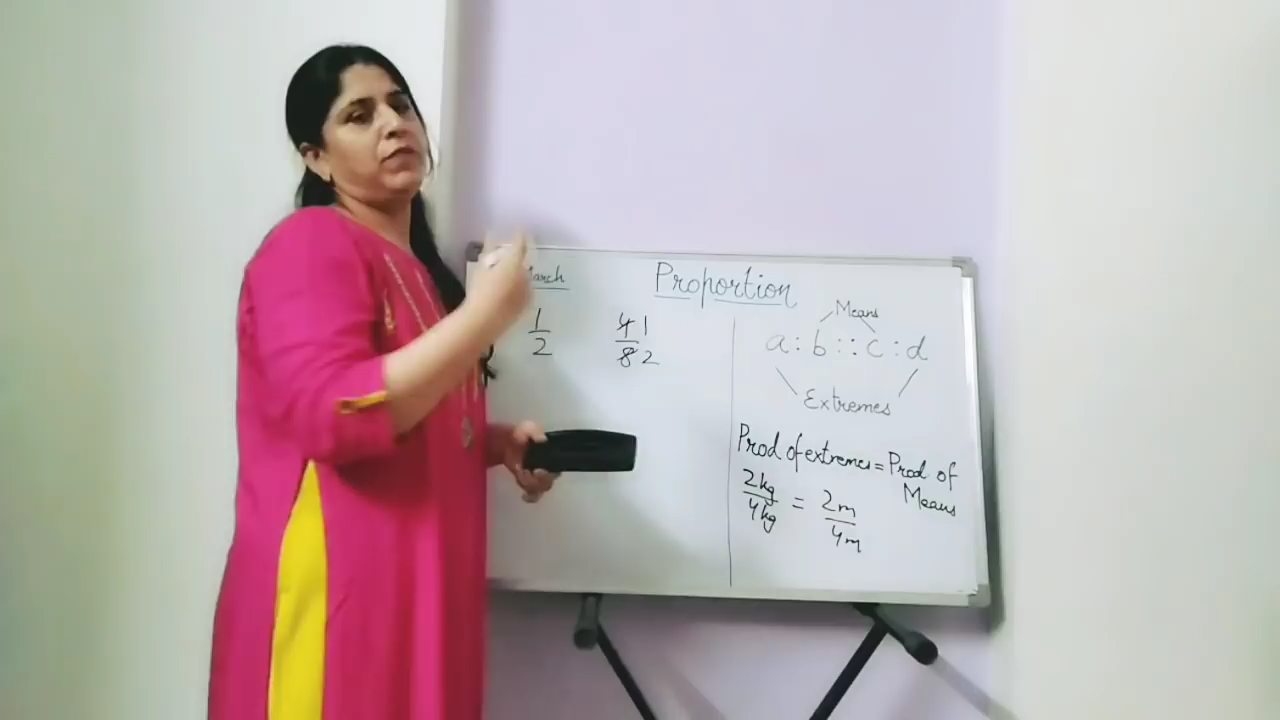 March
Proportion
1/2
4/8 1/2
Means
a : b :: c : d
Extremes
Prod of extremes = Prod of
Means
2kg/4kg = 2m/4m